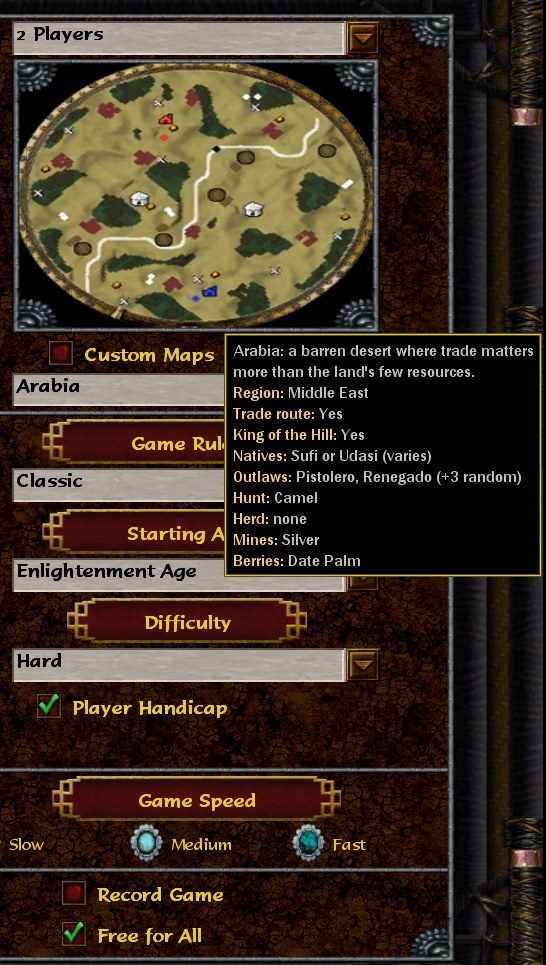 2 Players
Custom Maps
Arabia
Arabia: a barren desert where trade matters
more than the land's few resources.
Region: Middle East
Trade route: Yes
King of the Hill: Yes
Natives: Sufi or Udasi (varies)
Outlaws: Pistolero, Renegado (+3 random)
Hunt: Camel
Herd: none
Mines: Silver
Berries: Date Palm
Game Rul
Classic
Starting A
Enlightenment Age
Difficulty
Hard
Player Handicap
Game Speed
Slow Medium Fast
Record Game
Free for All